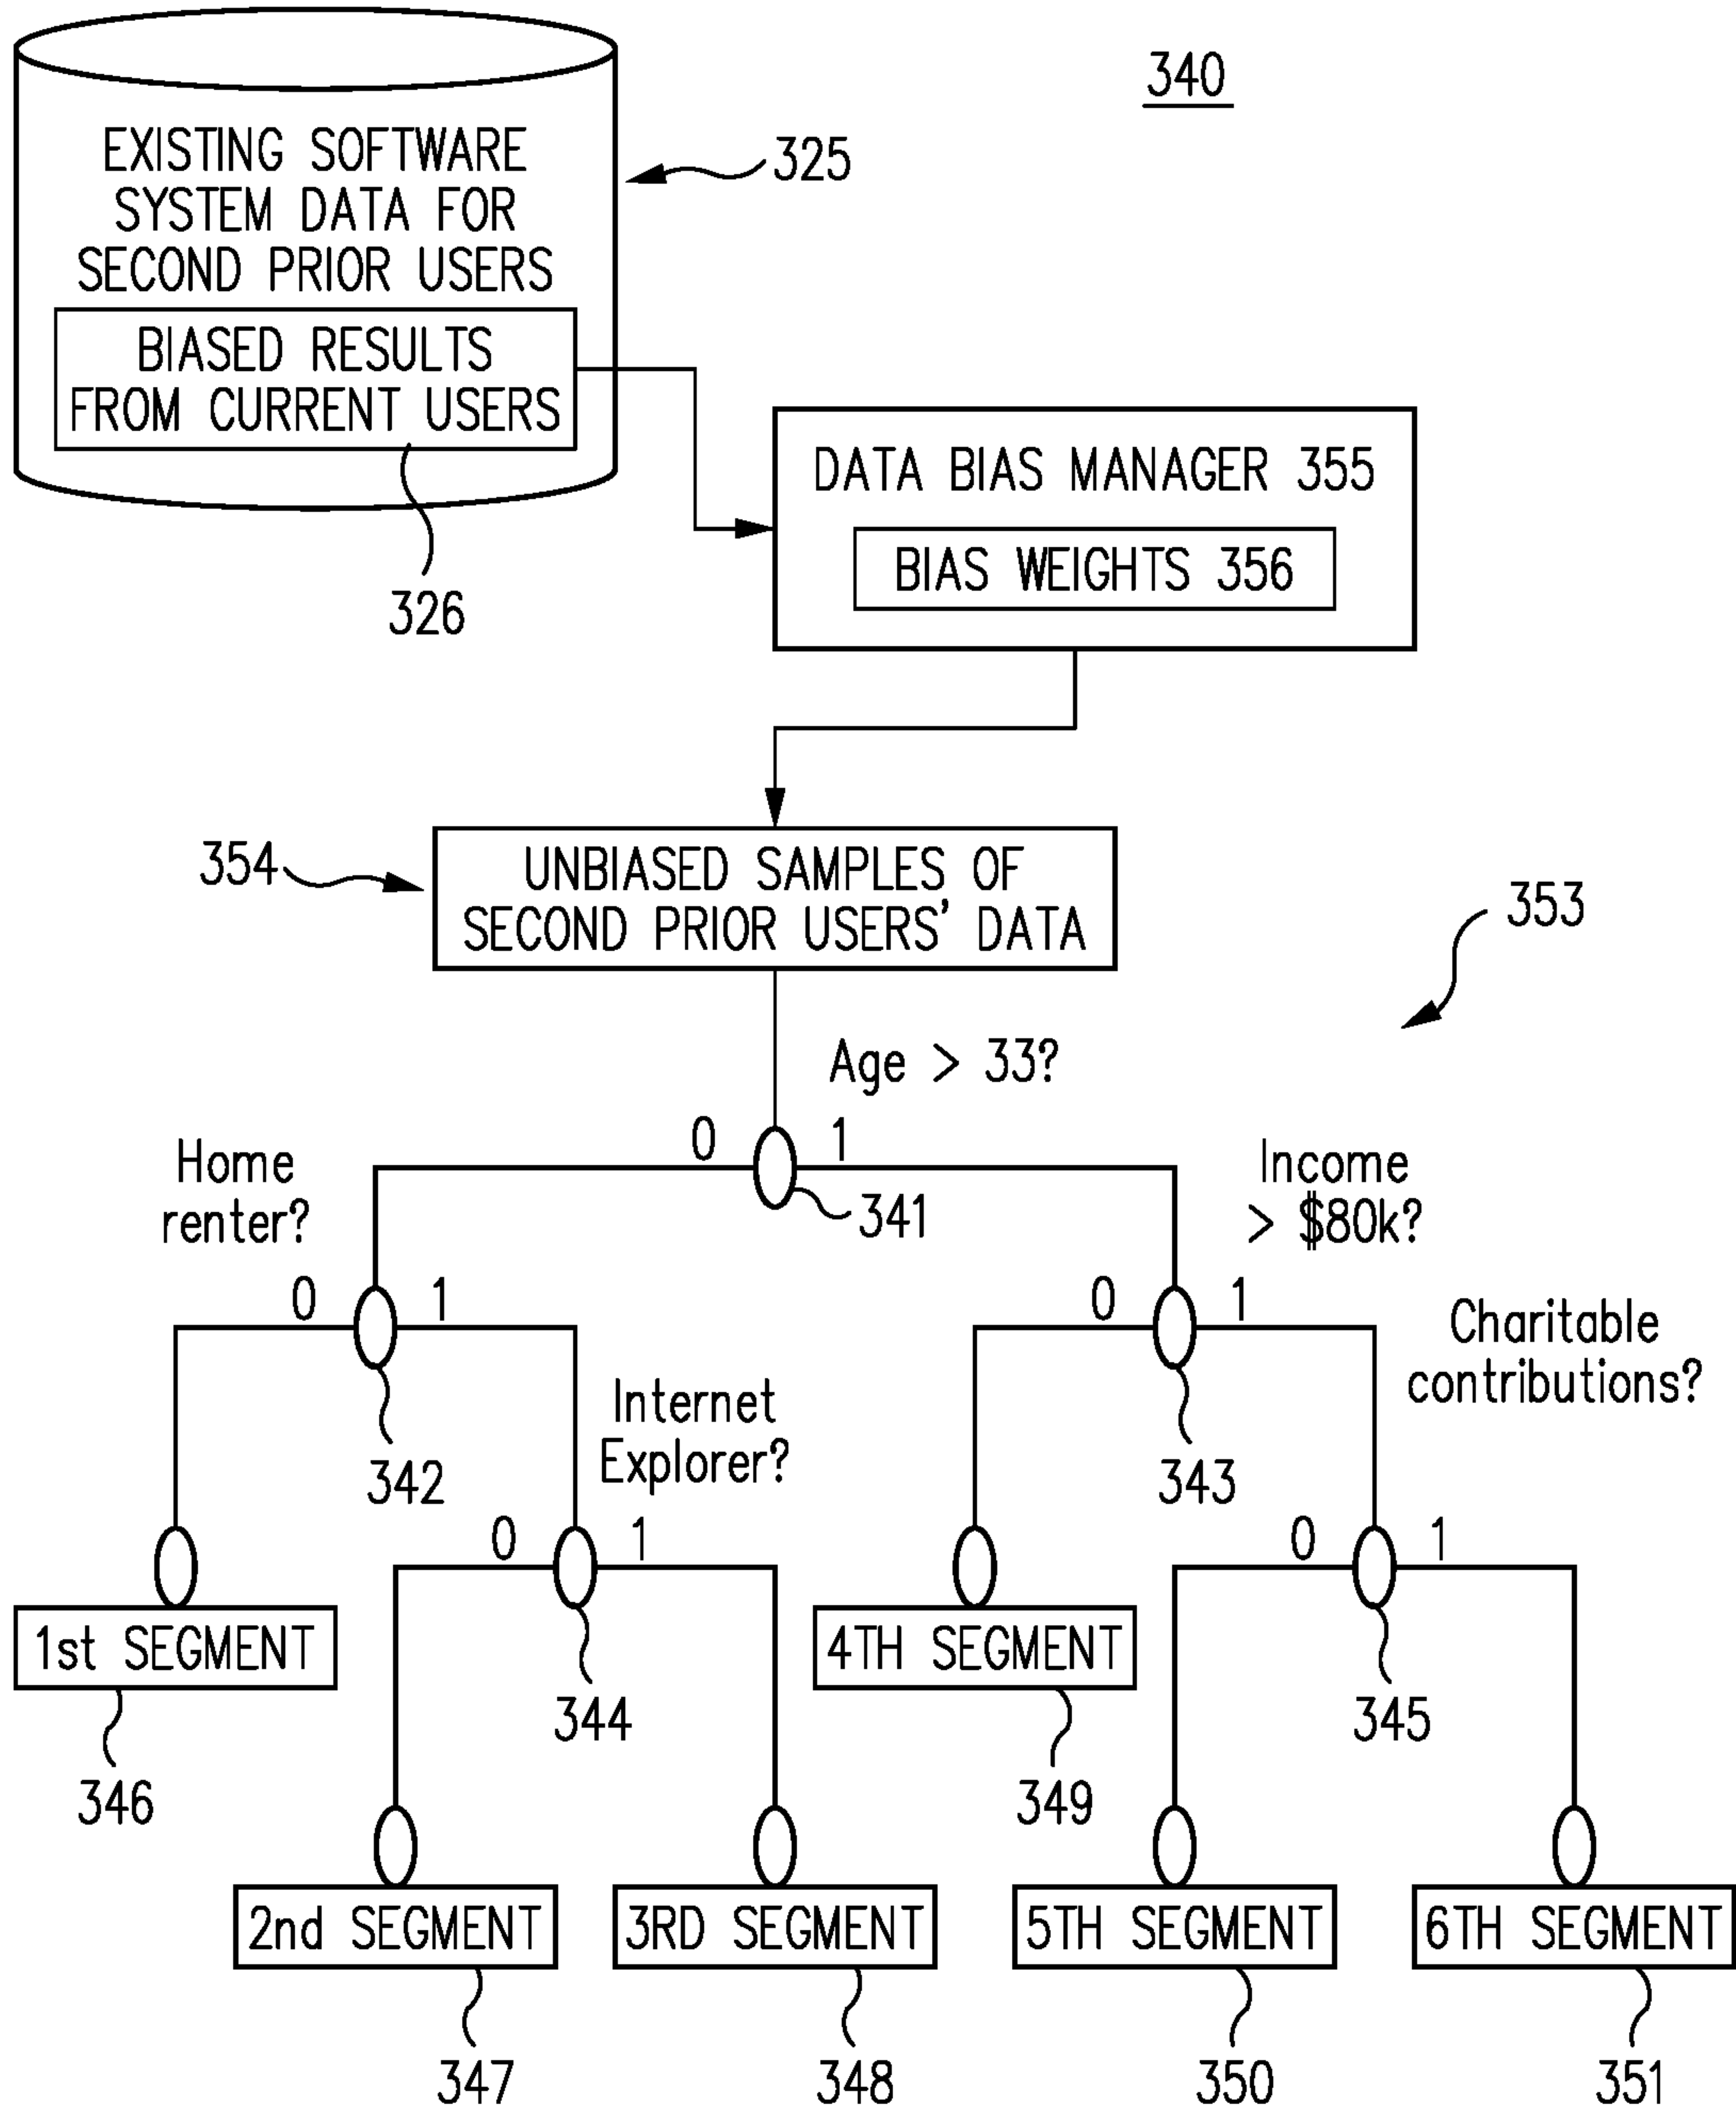 340
EXISTING SOFTWARE
SYSTEM DATA FOR
SECOND PRIOR USERS
325
BIASED RESULTS
FROM CURRENT USERS
326
DATA BIAS MANAGER 355
BIAS WEIGHTS 356
354
UNBIASED SAMPLES OF
SECOND PRIOR USERS' DATA
353
Age > 33?
0 1
341
Home
renter?
Income
> $80k?
0 1
342
0 1
343
Internet
Explorer?
Charitable
contributions?
0 1
344
0 1
345
1st SEGMENT
346
4TH SEGMENT
349
2nd SEGMENT
347
3RD SEGMENT
348
5TH SEGMENT
350
6TH SEGMENT
351